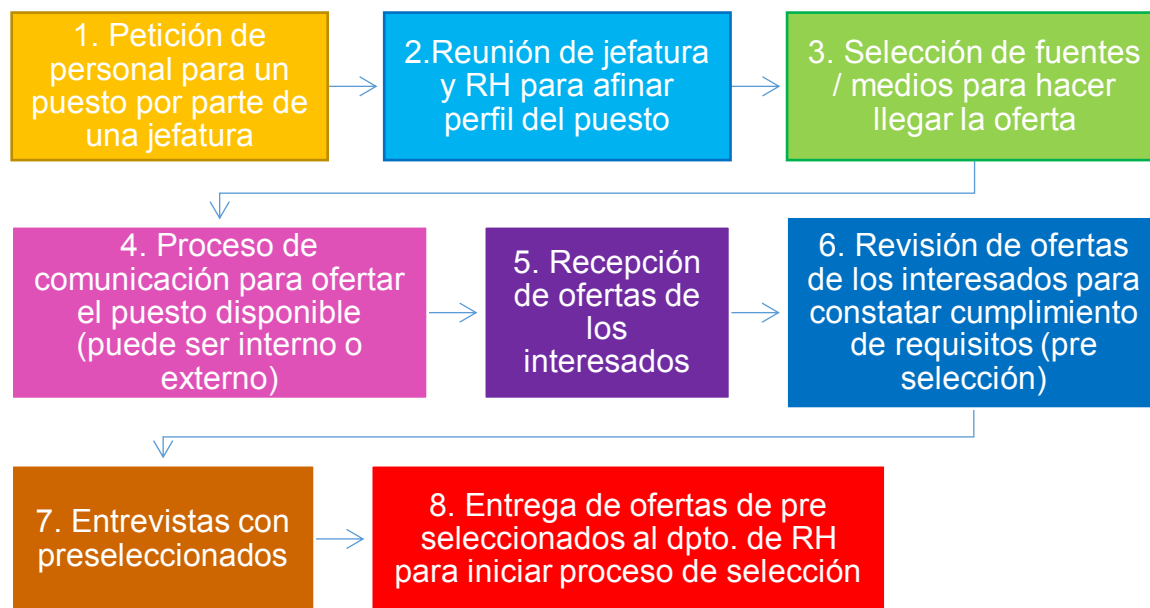 1. Petición de
personal para un
puesto por parte de
una jefatura
2.Reunión de jefatura
y RH para afinar
perfil del puesto
3. Selección de fuentes
/ medios para hacer
llegar la oferta
4. Proceso de
comunicación para ofertar
el puesto disponible
(puede ser interno o
externo)
5. Recepción
de ofertas de
los
interesados
6. Revisión de ofertas
de los interesados para
constatar cumplimiento
de requisitos (pre
selección)
7. Entrevistas con
preseleccionados
8. Entrega de ofertas de pre
seleccionados al dpto. de RH
para iniciar proceso de selección